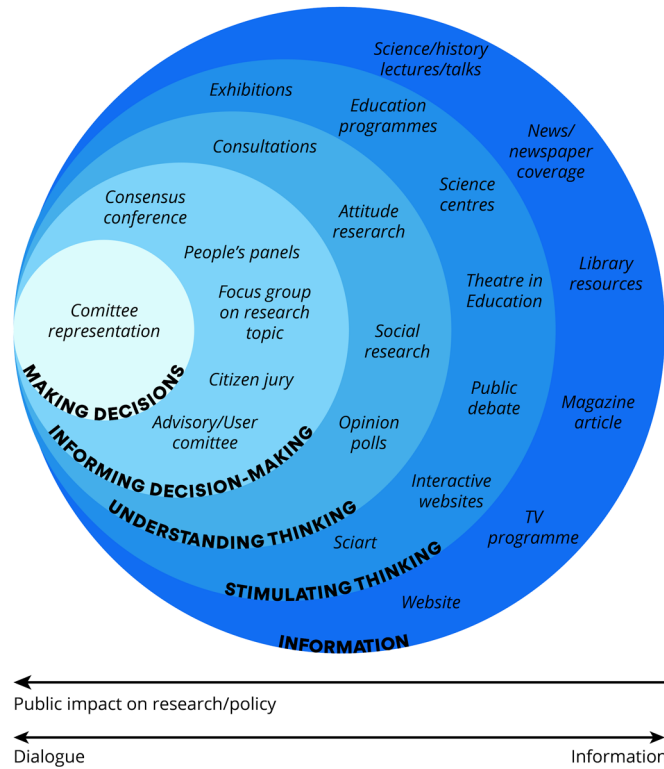 Science/history
lectures/talks
Exhibitions
Education
programmes
News/
newspaper
coverage
Consultations
Science
centres
Consensus
conference
Attitude
reserarch
People's panels
Library
resources
Theatre in
Education
Focus group
on research
topic
Comittee
representation
Social
research
Citizen jury
Public
debate
Magazine
article
MAKING DECISIONS
Advisory/User
comittee
Opinion
polls
INFORMING DECISION-MAKING
Interactive
websites
TV
programme
UNDERSTANDING THINKING
Sciart
STIMULATING THINKING
Website
INFORMATION
Public impact on research/policy
Dialogue
Information